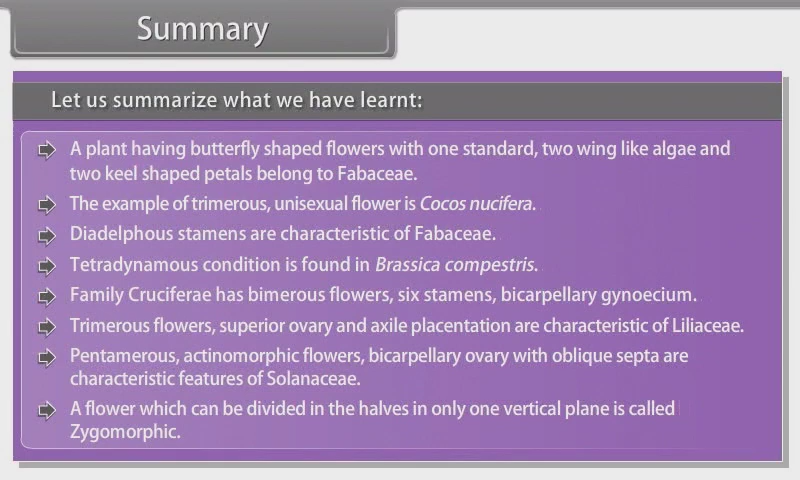 Summary
Let us summarize what we have learnt:
A plant having butterfly shaped flowers with one standard, two wing like algae and
two keel shaped petals belong to Fabaceae.
The example of trimerous, unisexual flower is Cocos nucifera.
Diadelphous stamens are characteristic of Fabaceae.
Tetradynamous condition is found in Brassica compestris.
Family Cruciferae has bimerous flowers, six stamens, bicarpellary gynoecium.
Trimerous flowers, superior ovary and axile placentation are characteristic of Liliaceae.
Pentamerous, actinomorphic flowers, bicarpellary ovary with oblique septa are
characteristic features of Solanaceae.
A flower which can be divided in the halves in only one vertical plane is called
Zygomorphic.